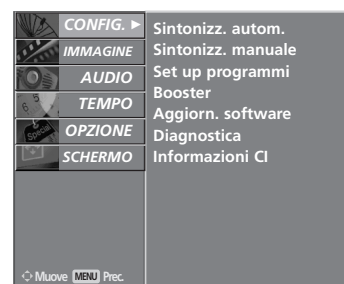 CONFIG. ►
IMMAGINE
AUDIO
TEMPO
OPZIONE
SCHERMO
Sintonizz. autom.
Sintonizz. manuale
Set up programmi
Booster
Aggiorn. software
Diagnostica
Informazioni CI
Muove MENU Prec.